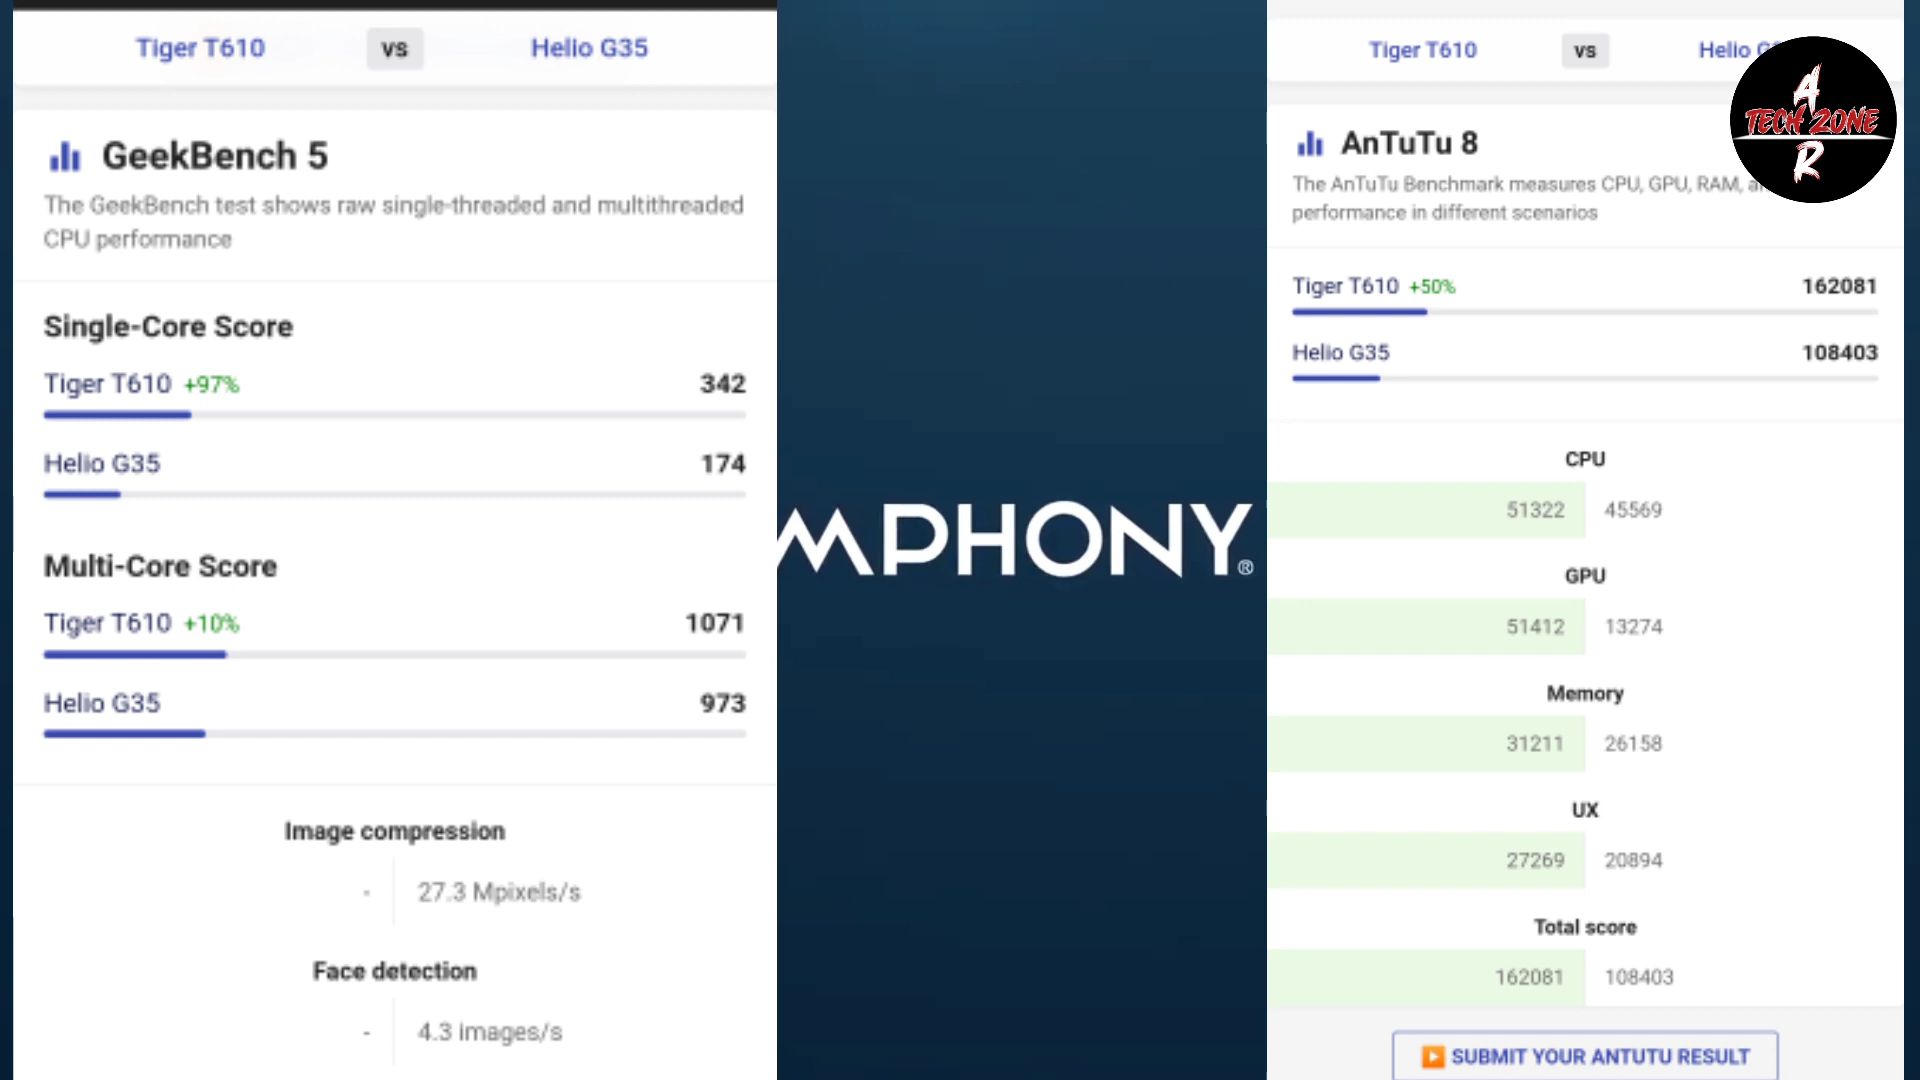 Tiger T610 vs Helio G35
GeekBench 5
The GeekBench test shows raw single-threaded and multithreaded
CPU performance
Single-Core Score
Tiger T610 +97% 342
Helio G35 174
Multi-Core Score
Tiger T610 +10% 1071
Helio G35 973
Image compression
- 27.3 Mpixels/s
Face detection
- 4.3 images/s
MPHONY®
Tiger T610 vs Helio
AnTuTu 8
The AnTuTu Benchmark measures CPU, GPU, RAM,
performance in different scenarios
Tiger T610 +50% 162081
Helio G35 108403
CPU
51322 45569
GPU
51412 13274
Memory
31211 26158
UX
27269 20894
Total score
162081 108403
SUBMIT YOUR ANTUTU RESULT
A
TECH ZONE
R